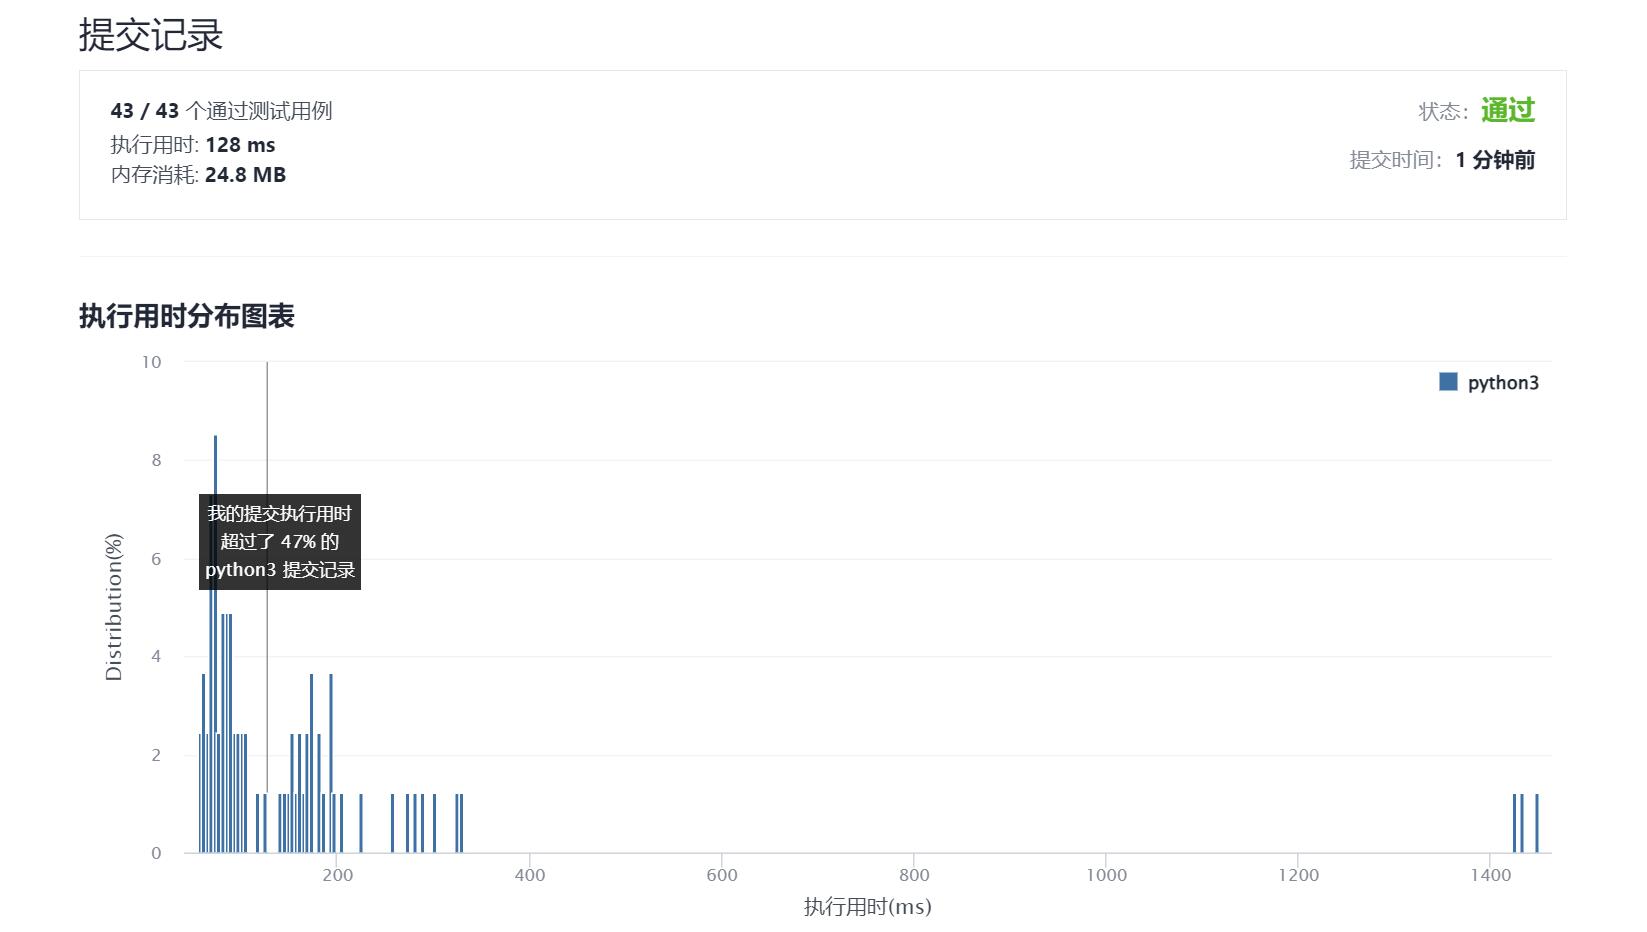 提交记录
43 / 43 个通过测试用例
状态：通过
执行用时: 128 ms
提交时间：1 分钟前
内存消耗: 24.8 MB
执行用时分布图表
10
python3
8
我的提交执行用时
超过了 47% 的
python3 提交记录
6
Distribution(%)
4
2
0
200 400 600 800 1000 1200 1400
执行用时(ms)